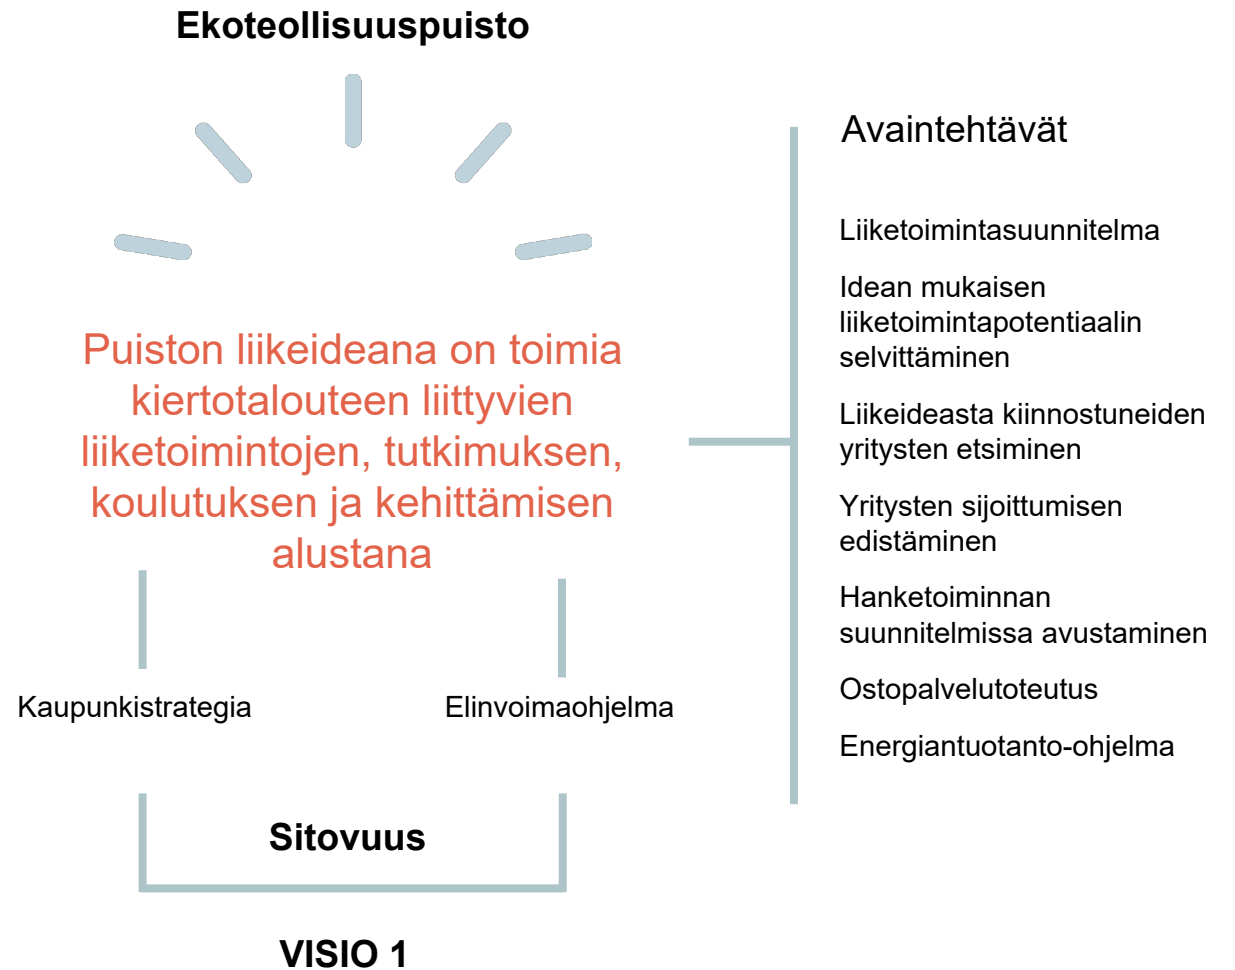 Ekoteollisuuspuisto
Puiston liikeideana on toimia
kiertotalouteen liittyvien
liiketoimintojen, tutkimuksen,
koulutuksen ja kehittämisen
alustana
Kaupunkistrategia
Elinvoimaohjelma
Sitovuus
VISIO 1
Avaintehtävät
Liiketoimintasuunnitelma
Idean mukaisen
liiketoimintapotentiaalin
selvittäminen
Liikeideasta kiinnostuneiden
yritysten etsiminen
Yritysten sijoittumisen
edistäminen
Hanketoiminnan
suunnitelmissa avustaminen
Ostopalvelutoteutus
Energiantuotanto-ohjelma